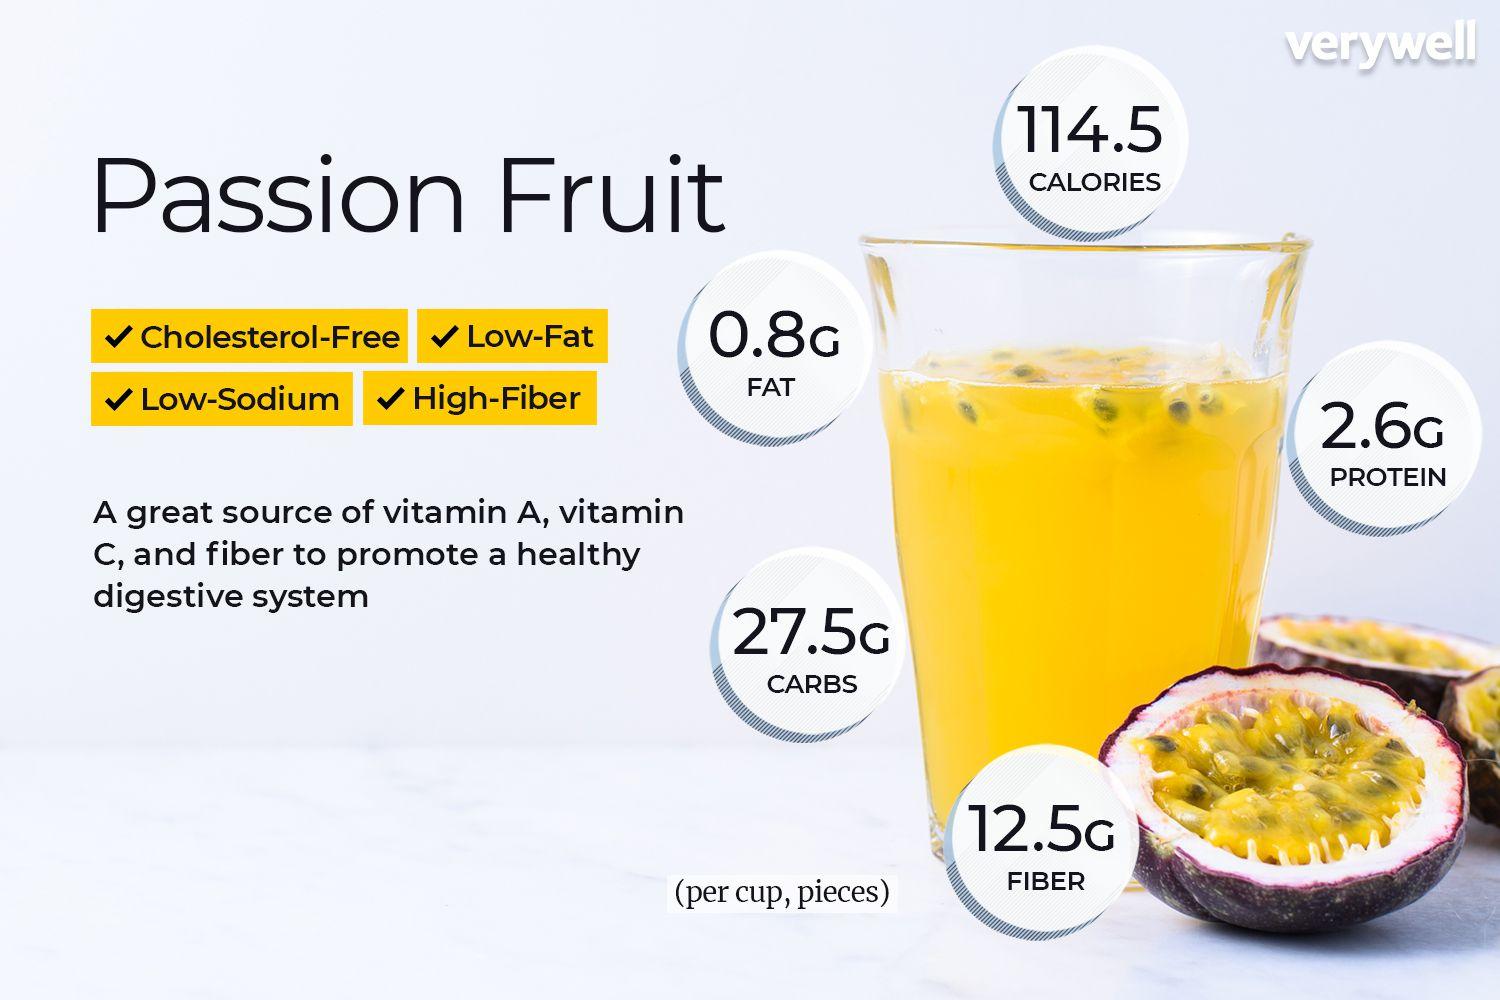 verywell
Passion Fruit
✓ Cholesterol-Free ✓ Low-Fat
✓ Low-Sodium ✓ High-Fiber
A great source of vitamin A, vitamin
C, and fiber to promote a healthy
digestive system
114.5
CALORIES
0.8G
FAT
2.6G
PROTEIN
27.5G
CARBS
12.5G
FIBER
(per cup, pieces)